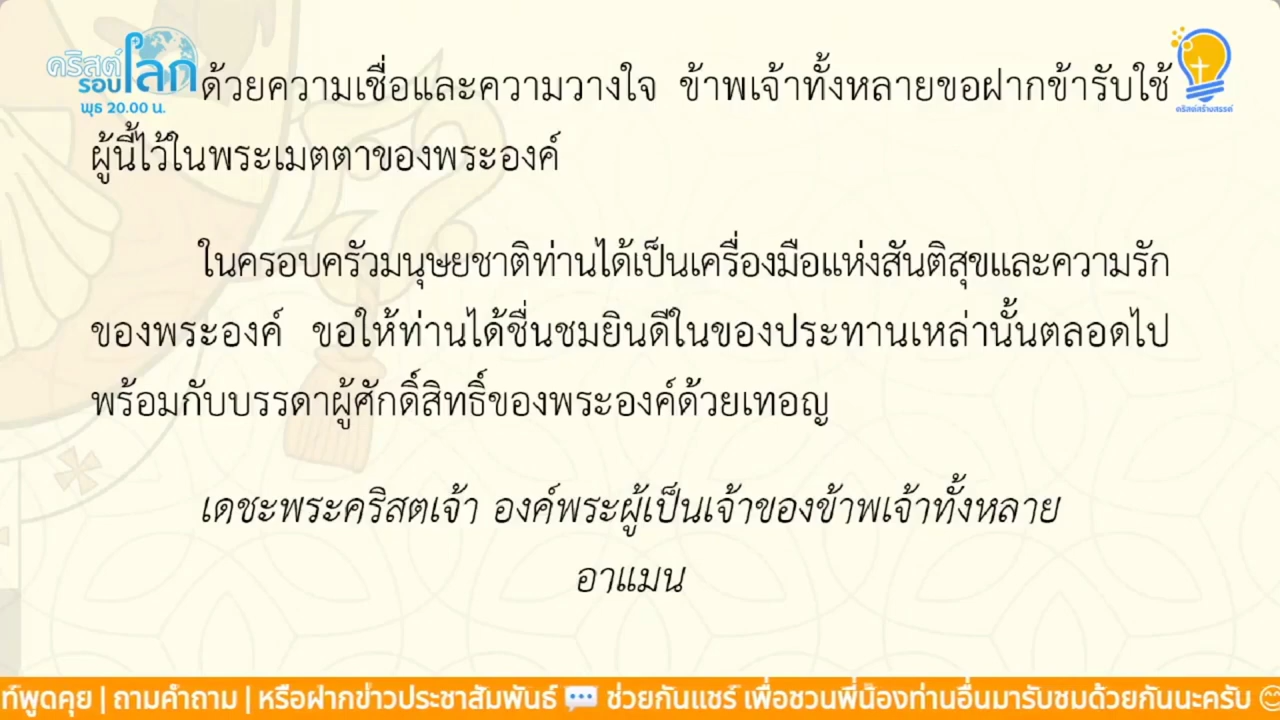 คริสต์
รอบโลก
พุธ 20.00 น.
คริสต์สร้างสรรค์
ด้วยความเชื่อและความวางใจ ข้าพเจ้าทั้งหลายขอฝากข้ารับใช้
ผู้นี้ไว้ในพระเมตตาของพระองค์
ในครอบครัวมนุษยชาติท่านได้เป็นเครื่องมือแห่งสันติสุขและความรัก
ของพระองค์ ขอให้ท่านได้ชื่นชมยินดีในของประทานเหล่านั้นตลอดไป
พร้อมกับบรรดาผู้ศักดิ์สิทธิ์ของพระองค์ด้วยเทอญ
เดชะพระคริสตเจ้า องค์พระผู้เป็นเจ้าของข้าพเจ้าทั้งหลาย
อาแมน
ท์พูดคุย | ถามคำถาม | หรือฝากข่าวประชาสัมพันธ์ 💬 ช่วยกันแชร์ เพื่อชวนพี่น้องท่านอื่นมารับชมด้วยกันนะครับ 😊